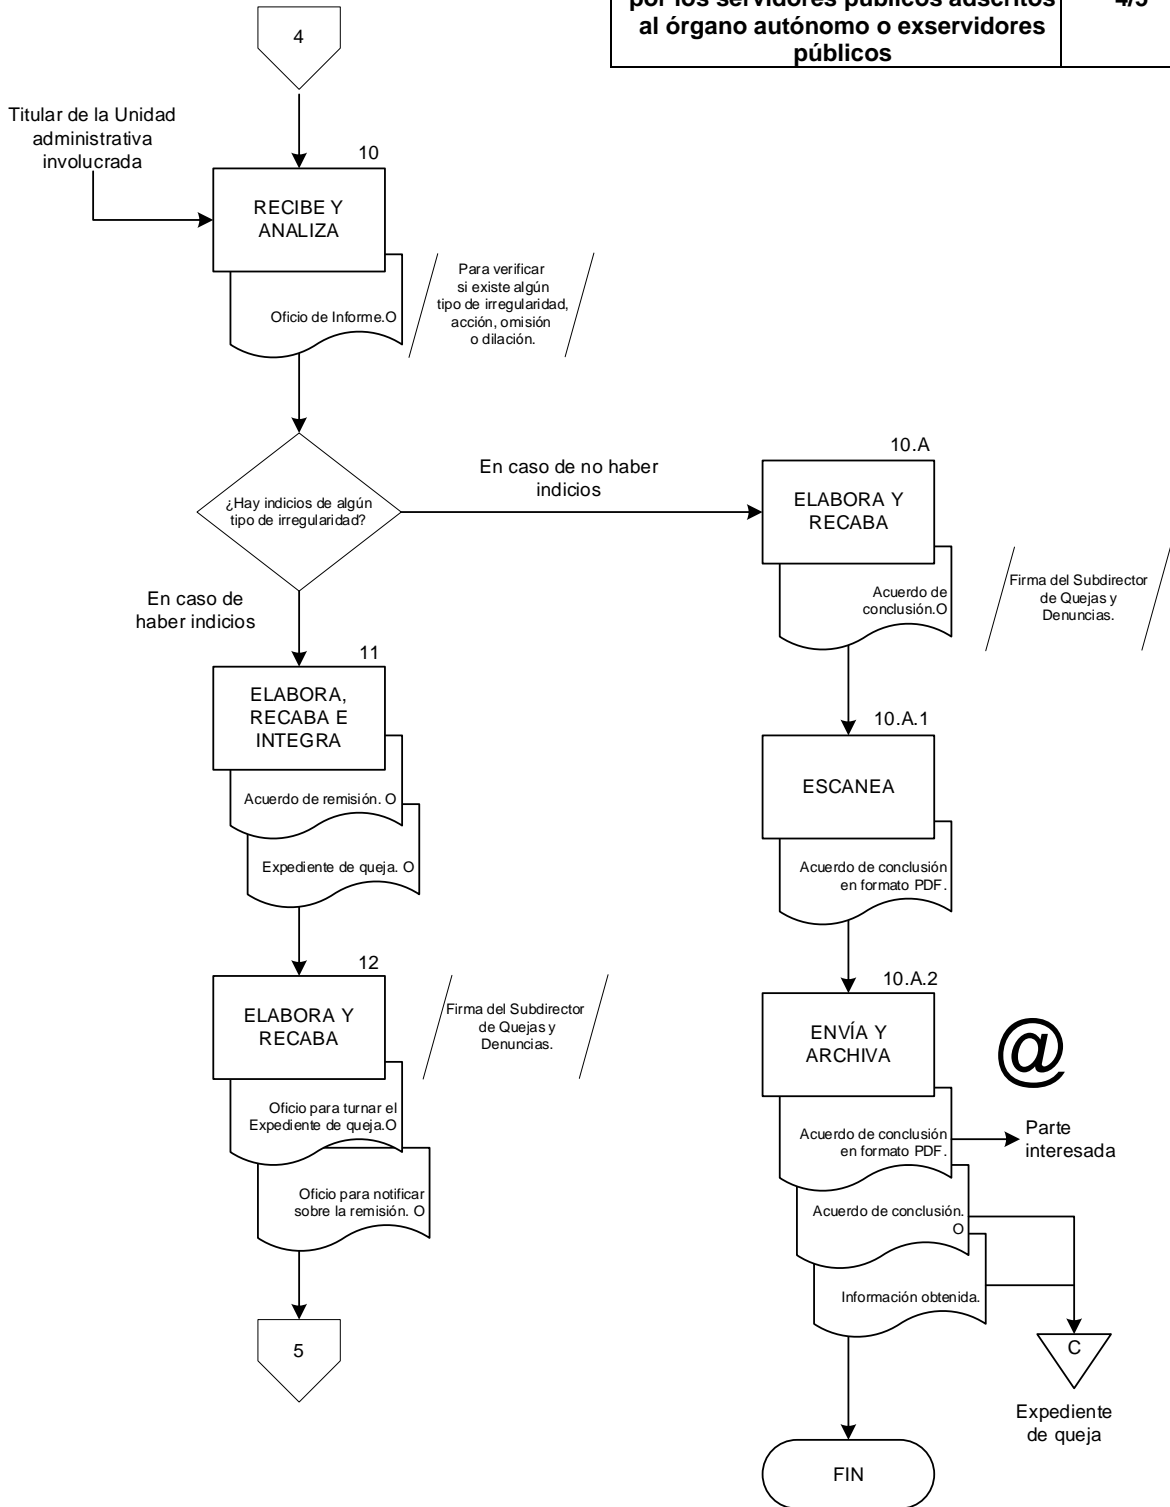 por los servidores públicos adscritos
al órgano autónomo o exservidores
públicos
4/5
4
Titular de la Unidad
administrativa
involucrada
10
RECIBE Y
ANALIZA
Oficio de Informe.O
Para verificar
si existe algún
tipo de irregularidad,
acción, omisión
o dilación.
¿Hay indicios de algún
tipo de irregularidad?
En caso de no haber
indicios
En caso de
haber indicios
10.A
ELABORA Y
RECABA
Acuerdo de
conclusión.O
Firma del Subdirector
de Quejas y
Denuncias.
11
ELABORA,
RECABA E
INTEGRA
Acuerdo de remisión. O
Expediente de queja. O
10.A.1
ESCANEA
Acuerdo de conclusión
en formato PDF.
12
ELABORA Y
RECABA
Firma del Subdirector
de Quejas y
Denuncias.
Oficio para turnar el
Expediente de queja.O
Oficio para notificar
sobre la remisión. O
5
10.A.2
ENVÍA Y
ARCHIVA
@
Acuerdo de conclusión
en formato PDF.
Parte
interesada
Acuerdo de conclusión.
O
Información obtenida.
C
Expediente
de queja
FIN